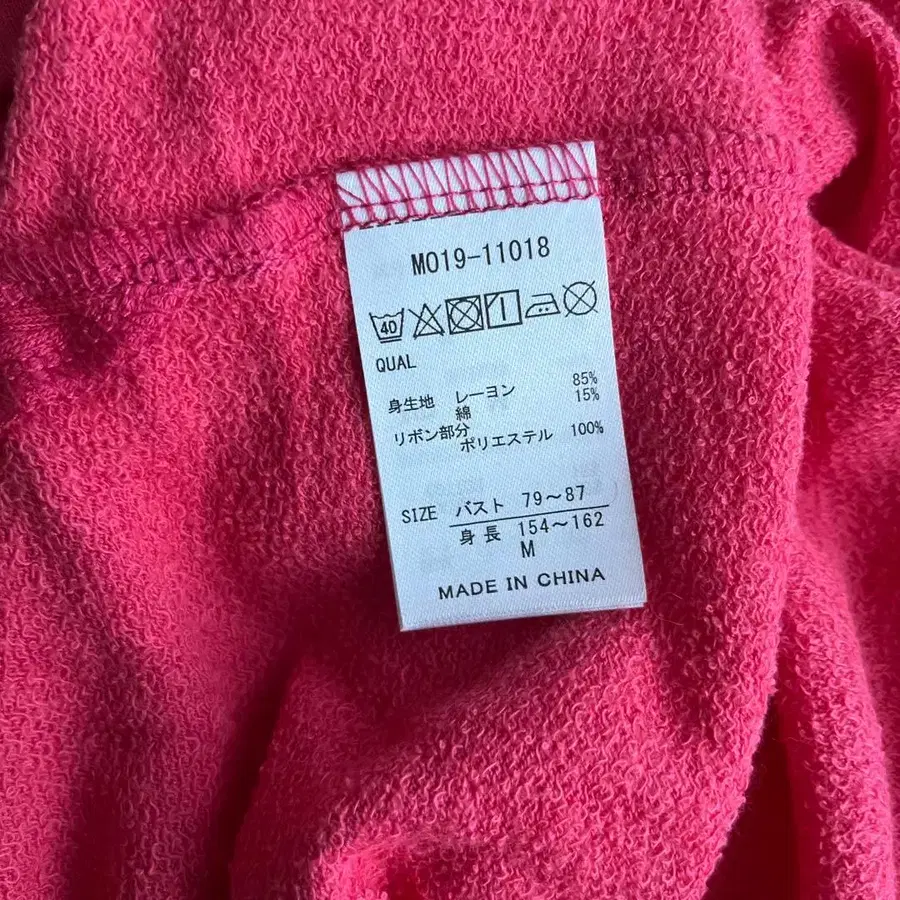 M019-11018
40
QUAL
身生地 レーヨン 85%
綿 15%
リボン部分 ポリエステル 100%
SIZE バスト 79～87
身長 154～162
M
MADE IN CHINA